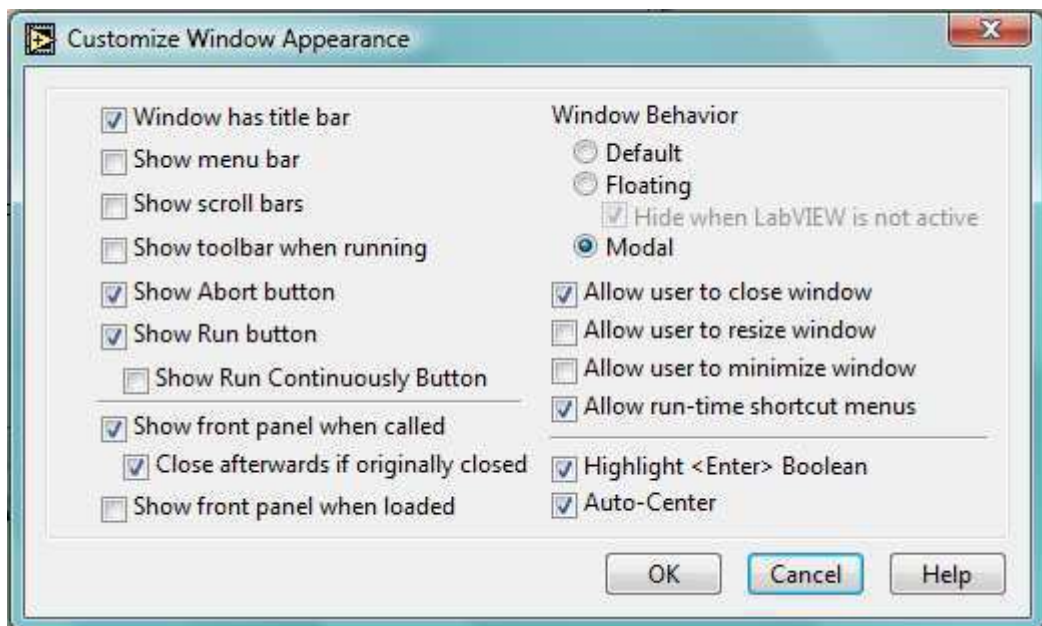 Customize Window Appearance
Window has title bar
Show menu bar
Show scroll bars
Show toolbar when running
Show Abort button
Show Run button
Show Run Continuously Button
Show front panel when called
Close afterwards if originally closed
Show front panel when loaded
Window Behavior
Default
Floating
Hide when LabVIEW is not active
Modal
Allow user to close window
Allow user to resize window
Allow user to minimize window
Allow run-time shortcut menus
Highlight <Enter> Boolean
Auto-Center
OK Cancel Help